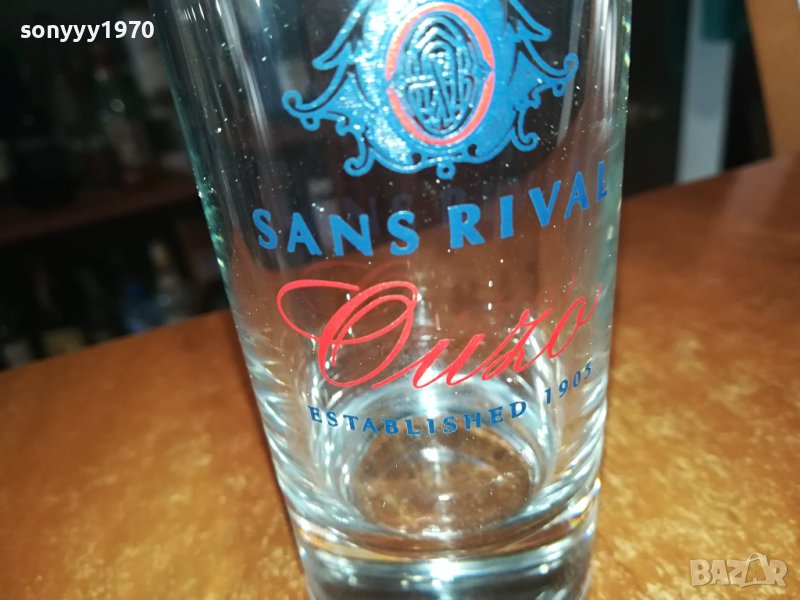 sonyyy1970
SANS RIVAL
Ouzo
ESTABLISHED 1905
BAZAR